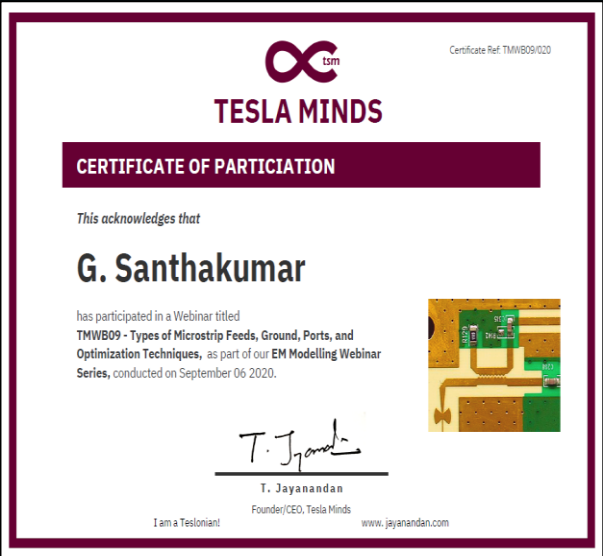 Certificate Ref: TMWB09/020
tsm
TESLA MINDS
CERTIFICATE OF PARTICIATION
This acknowledges that
G. Santhakumar
has participated in a Webinar titled
TMWB09 - Types of Microstrip Feeds, Ground, Ports, and
Optimization Techniques, as part of our EM Modelling Webinar
Series, conducted on September 06 2020.
T. Jayanandan
Founder/CEO, Tesla Minds
I am a Teslonian!
www. jayanandan.com